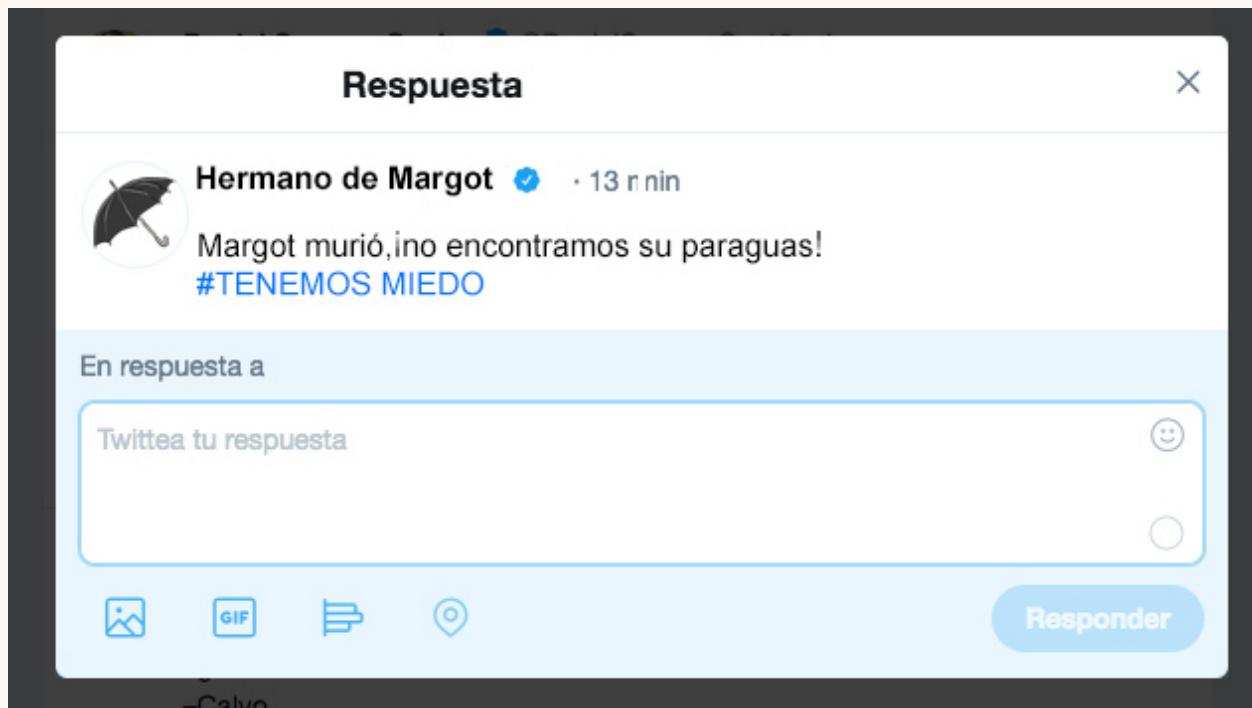 Respuesta
Hermano de Margot · 13 min
Margot murió,¡no encontramos su paraguas!
#TENEMOS MIEDO
En respuesta a
Twittea tu respuesta
GIF
Responder
-Calvo